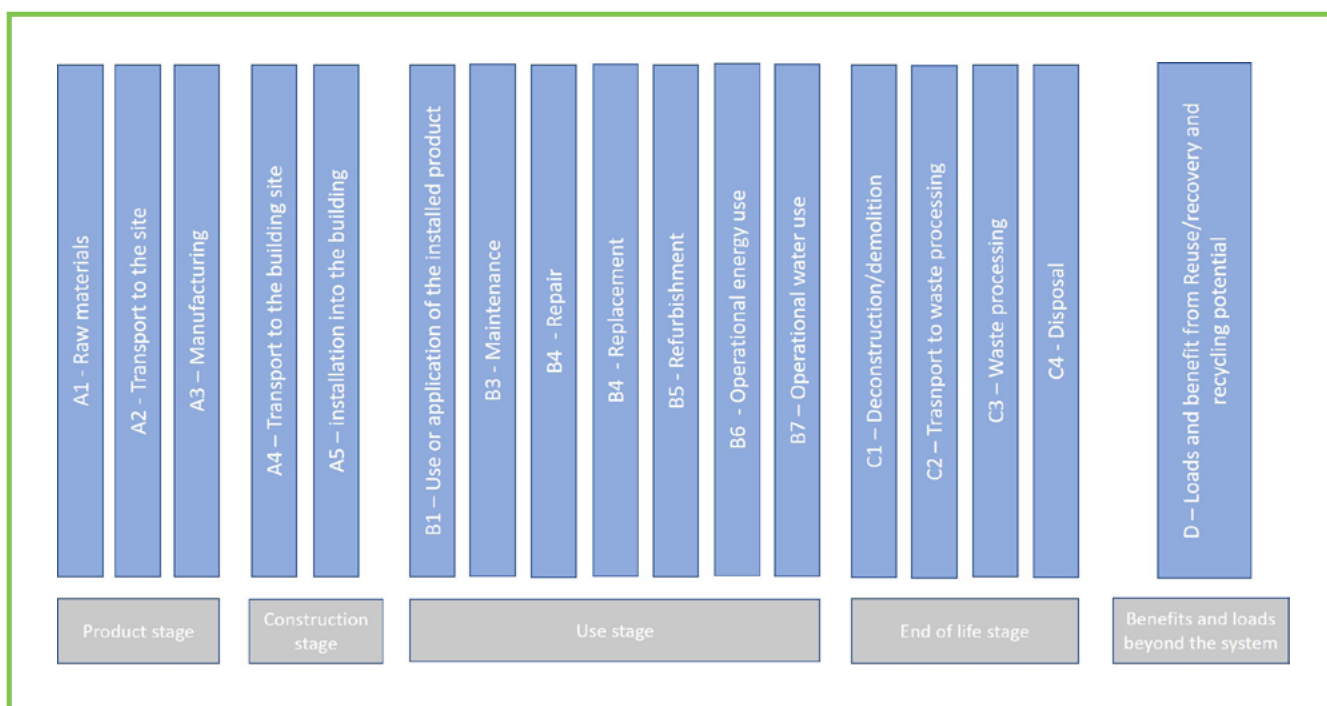 A1 - Raw materials
A2 - Transport to the site
A3 – Manufacturing
A4 – Transport to the building site
A5 – installation into the building
B1 – Use or application of the installed product
B3 - Maintenance
B4 - Repair
B4 - Replacement
B5 - Refurbishment
B6 - Operational energy use
B7 – Operational water use
C1 – Deconstruction/demolition
C2 – Trasnport to waste processing
C3 – Waste processing
C4 - Disposal
D – Loads and benefit from Reuse/recovery and
recycling potential
Product stage
Construction
stage
Use stage
End of life stage
Benefits and loads
beyond the system